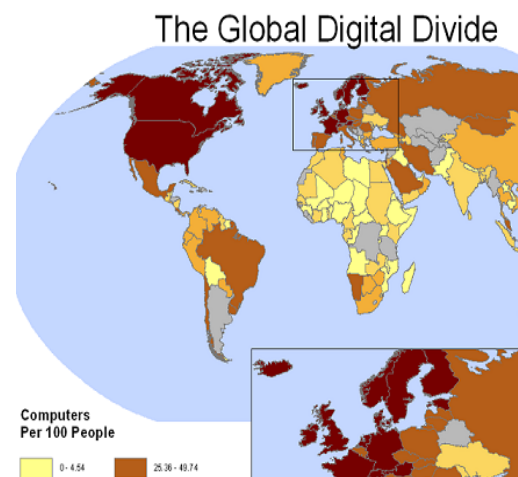 The Global Digital Divide
Computers
Per 100 People
0 - 4.54
25.36 - 49.74